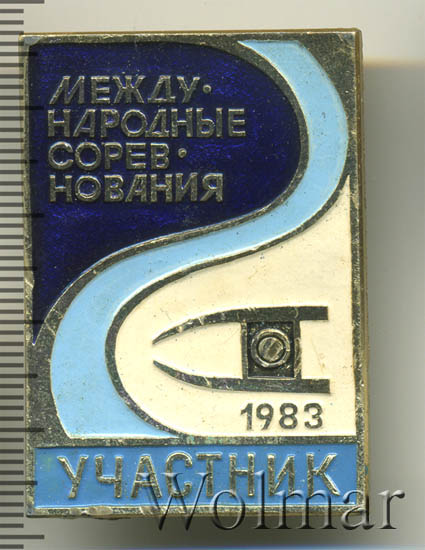 МЕЖДУ·
НАРОДНЫЕ
СОРЕВ·
НОВАНИЯ
1983
УЧАСТНИК
Wolmar